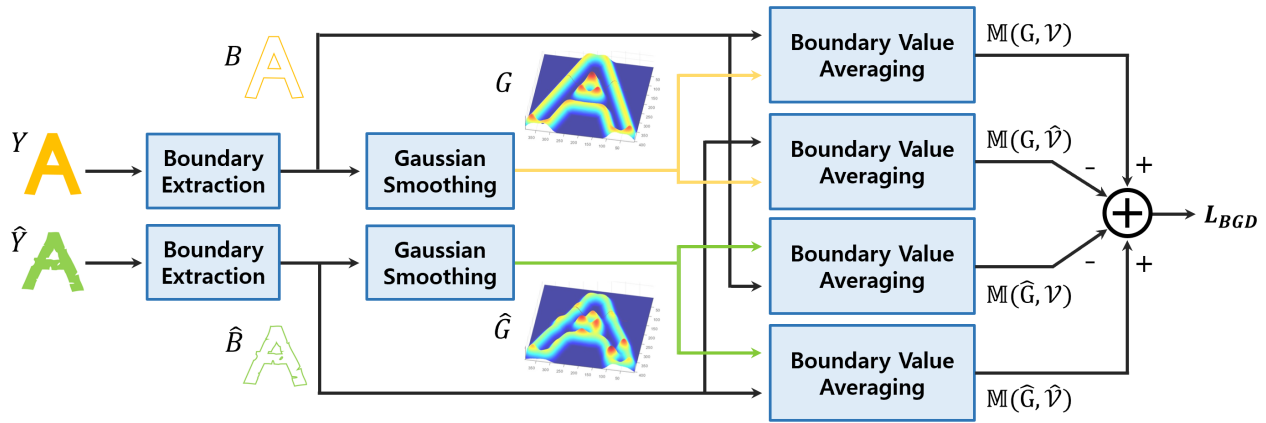 Y
A
Ŷ
A
B
A
B̂
A
Boundary
Extraction
Boundary
Extraction
Gaussian
Smoothing
Gaussian
Smoothing
G
Ĝ
Boundary Value
Averaging
Boundary Value
Averaging
Boundary Value
Averaging
Boundary Value
Averaging
𝕄(G, 𝒱)
𝕄(G, 𝒱̂)
𝕄(Ĝ, 𝒱)
𝕄(Ĝ, 𝒱̂)
+
-
-
+
L_BGD